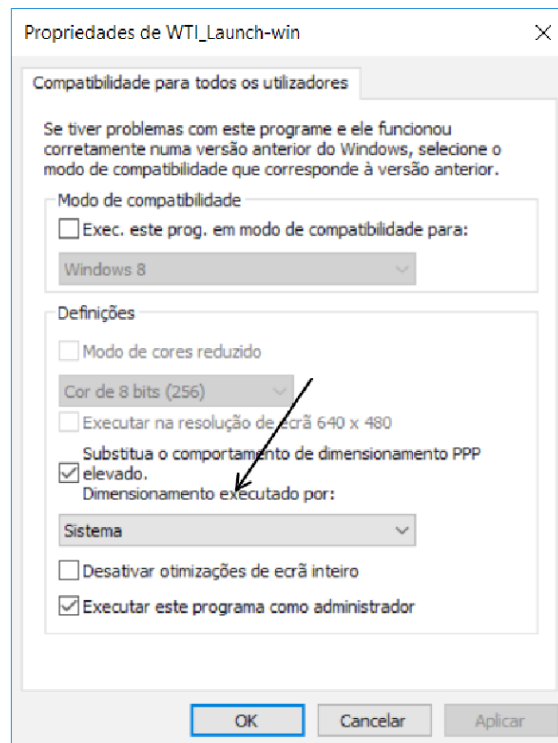 Propriedades de WTI_Launch-win
Compatibilidade para todos os utilizadores
Se tiver problemas com este programe e ele funcionou
corretamente numa versão anterior do Windows, selecione o
modo de compatibilidade que corresponde à versão anterior.
Modo de compatibilidade
Exec. este prog. em modo de compatibilidade para:
Windows 8
Definições
Modo de cores reduzido
Cor de 8 bits (256)
Executar na resolução de ecrã 640 x 480
Substitua o comportamento de dimensionamento PPP
elevado.
Dimensionamento executado por:
Sistema
Desativar otimizações de ecrã inteiro
Executar este programa como administrador
OK
Cancelar
Aplicar